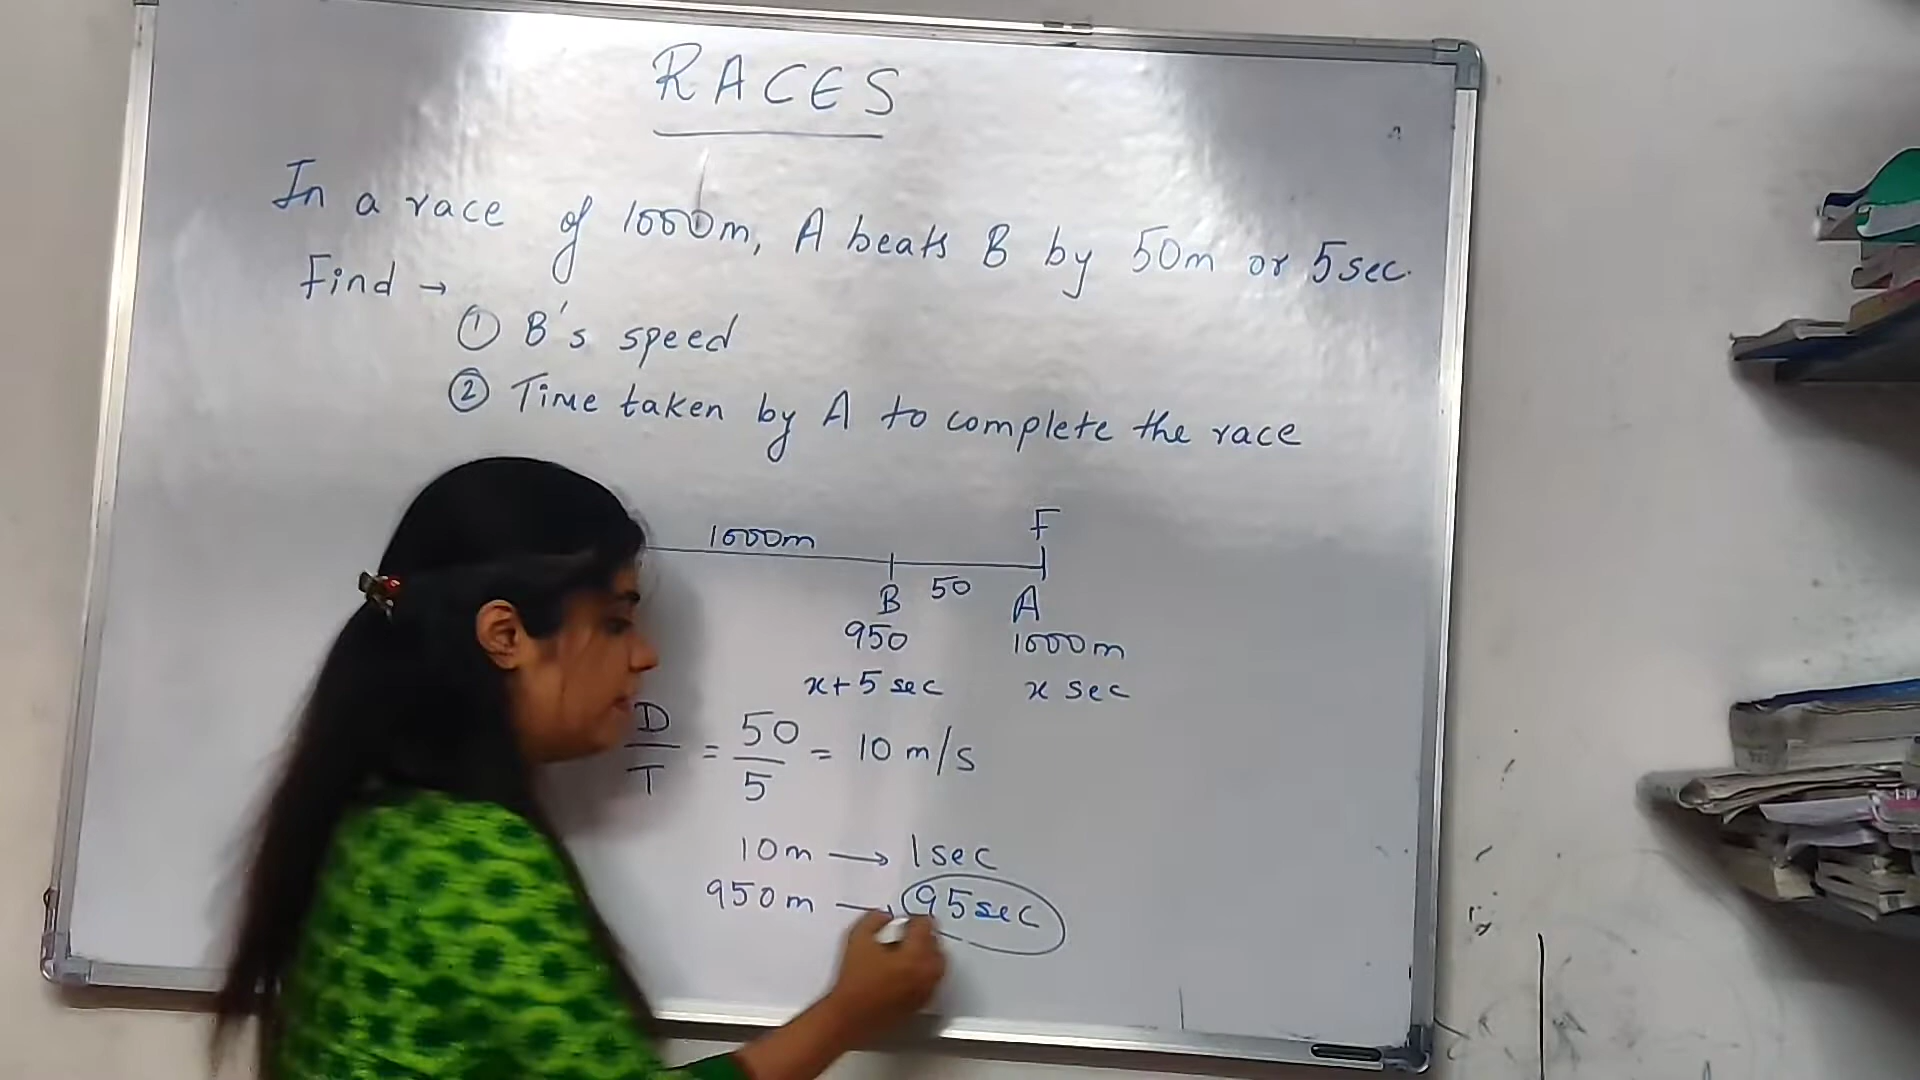 RACES
In a race of 1000m, A beats B by 50m or 5sec.
Find →
① B's speed
② Time taken by A to complete the race
1000m
F
B 50 A
950 1000m
x+5 sec x sec
D/T = 50/5 = 10 m/s
10m → 1sec
950m → 95sec